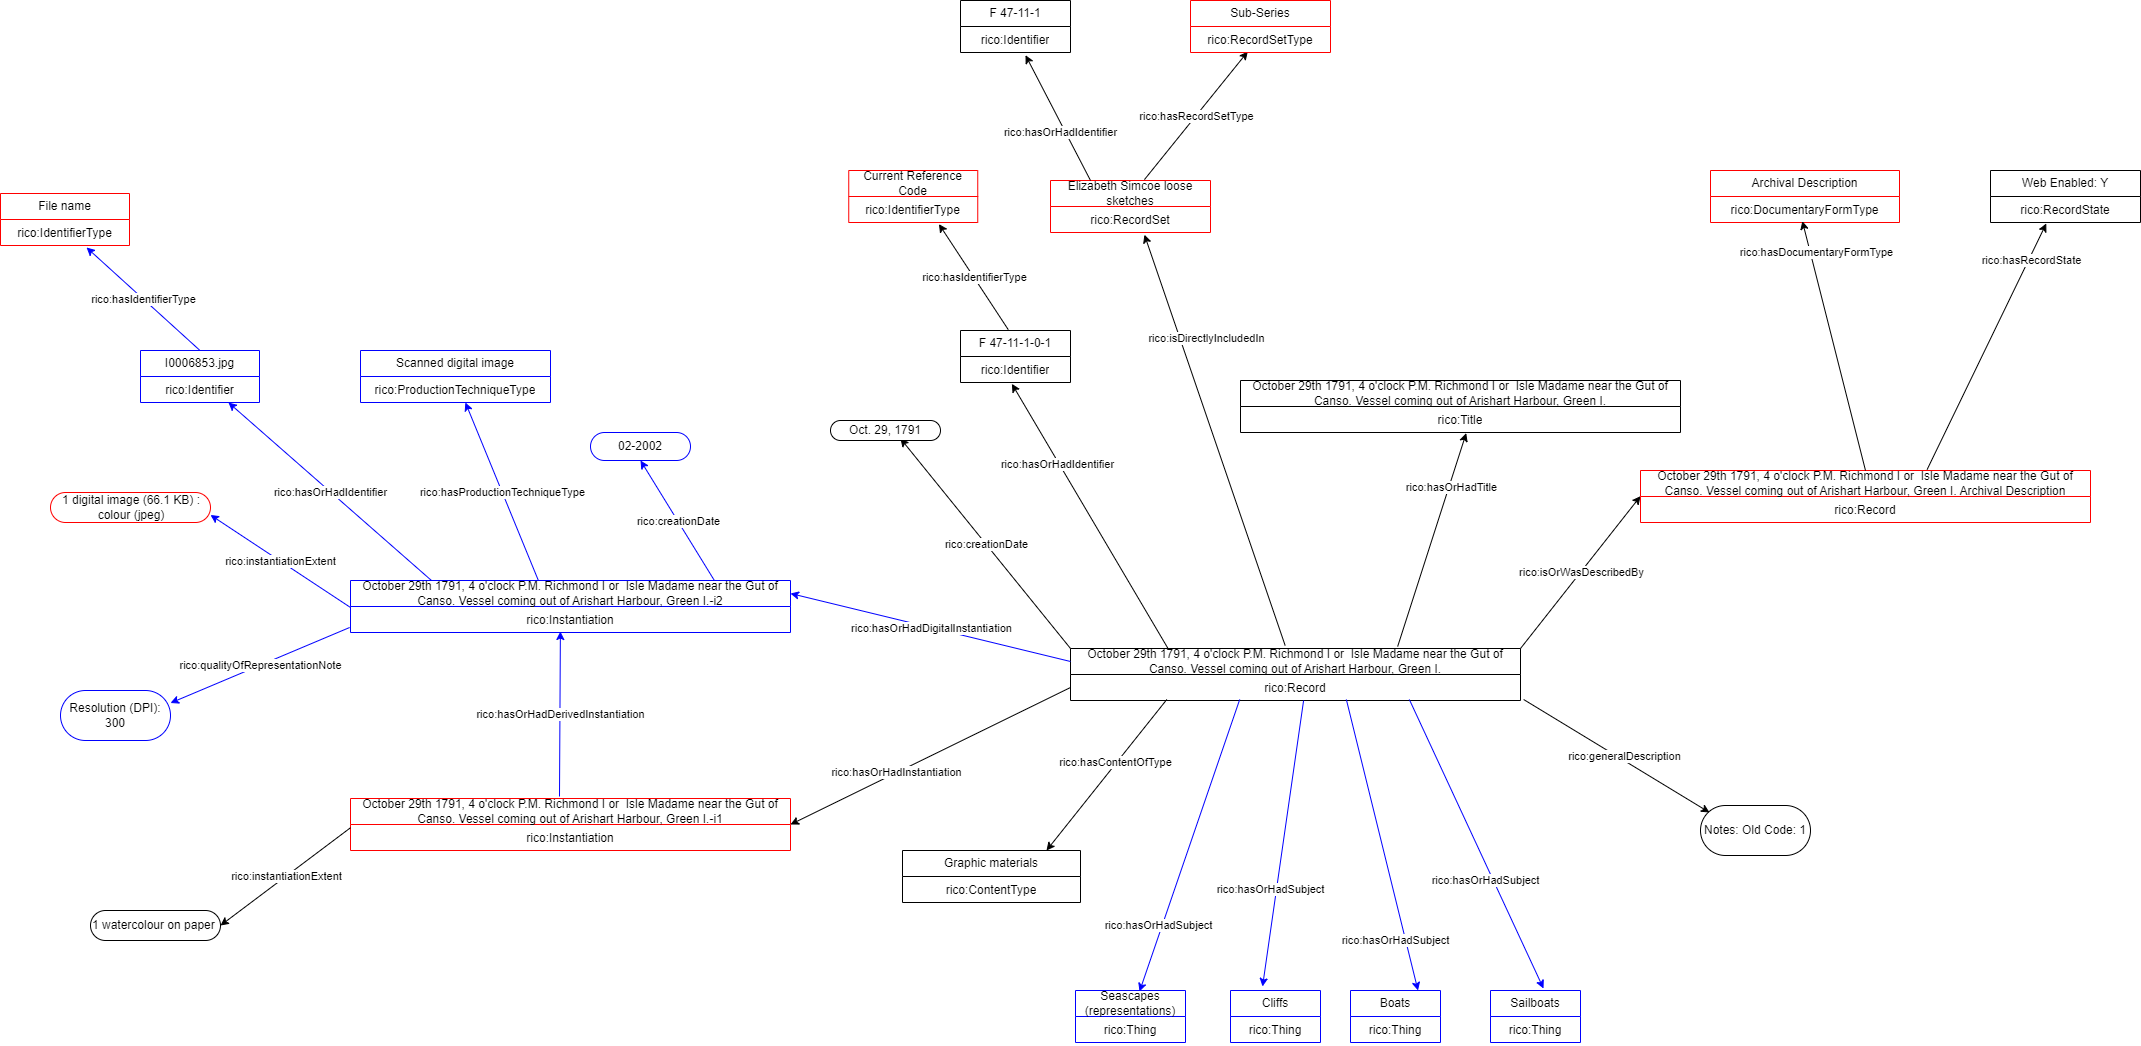 F 47-11-1
rico:Identifier
Sub-Series
rico:RecordSetType
rico:hasOrHadIdentifier
rico:hasRecordSetType
Current Reference
Code
rico:IdentifierType
Elizabeth Simcoe loose
sketches
rico:RecordSet
Archival Description
rico:DocumentaryFormType
Web Enabled: Y
rico:RecordState
File name
rico:IdentifierType
rico:hasIdentifierType
rico:hasDocumentaryFormType
rico:hasRecordState
rico:hasIdentifierType
rico:isDirectlyIncludedIn
F 47-11-1-0-1
rico:Identifier
I0006853.jpg
rico:Identifier
Scanned digital image
rico:ProductionTechniqueType
October 29th 1791, 4 o'clock P.M. Richmond I or  Isle Madame near the Gut of
Canso. Vessel coming out of Arishart Harbour, Green I.
rico:Title
Oct. 29, 1791
02-2002
rico:hasOrHadIdentifier
rico:hasOrHadTitle
October 29th 1791, 4 o'clock P.M. Richmond I or  Isle Madame near the Gut of
Canso. Vessel coming out of Arishart Harbour, Green I. Archival Description
rico:Record
rico:hasOrHadIdentifier
rico:hasProductionTechniqueType
1 digital image (66.1 KB) :
colour (jpeg)
rico:creationDate
rico:creationDate
rico:instantiationExtent
rico:isOrWasDescribedBy
October 29th 1791, 4 o'clock P.M. Richmond I or  Isle Madame near the Gut of
Canso. Vessel coming out of Arishart Harbour, Green I.-i2
rico:Instantiation
rico:hasOrHadDigitalInstantiation
rico:qualityOfRepresentationNote
October 29th 1791, 4 o'clock P.M. Richmond I or  Isle Madame near the Gut of
Canso. Vessel coming out of Arishart Harbour, Green I.
rico:Record
Resolution (DPI):
300
rico:hasOrHadDerivedInstantiation
rico:hasOrHadInstantiation
rico:hasContentOfType
rico:generalDescription
October 29th 1791, 4 o'clock P.M. Richmond I or  Isle Madame near the Gut of
Canso. Vessel coming out of Arishart Harbour, Green I.-i1
rico:Instantiation
Notes: Old Code: 1
Graphic materials
rico:ContentType
rico:instantiationExtent
1 watercolour on paper
rico:hasOrHadSubject
rico:hasOrHadSubject
rico:hasOrHadSubject
rico:hasOrHadSubject
Seascapes
(representations)
rico:Thing
Cliffs
rico:Thing
Boats
rico:Thing
Sailboats
rico:Thing